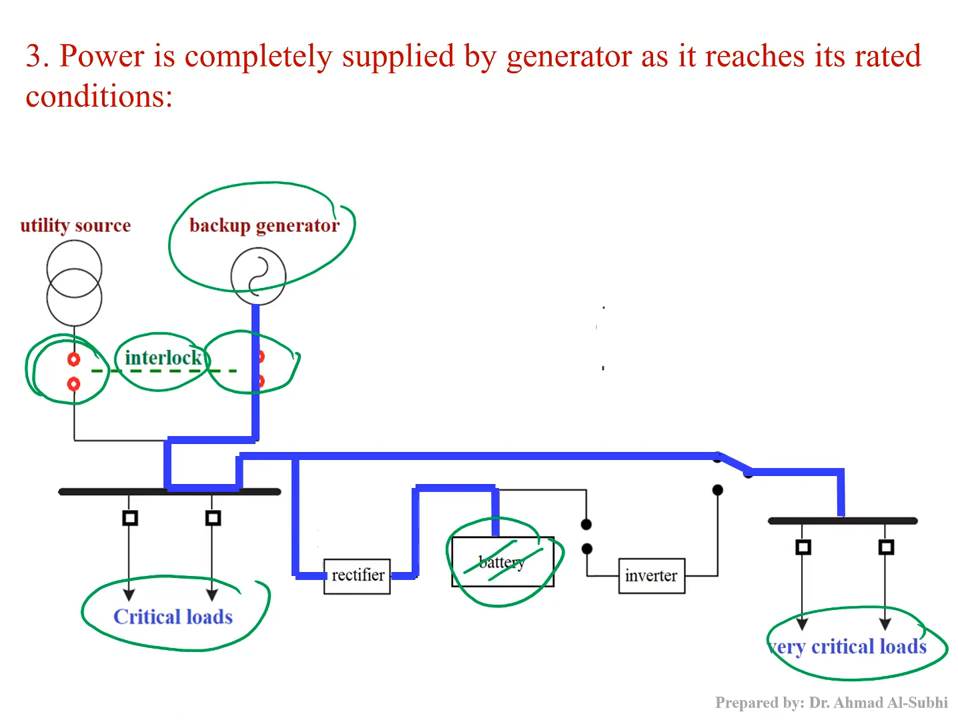 3. Power is completely supplied by generator as it reaches its rated
conditions:
utility source
backup generator
interlock
battery
rectifier
inverter
Critical loads
very critical loads
Prepared by: Dr. Ahmad Al-Subhi